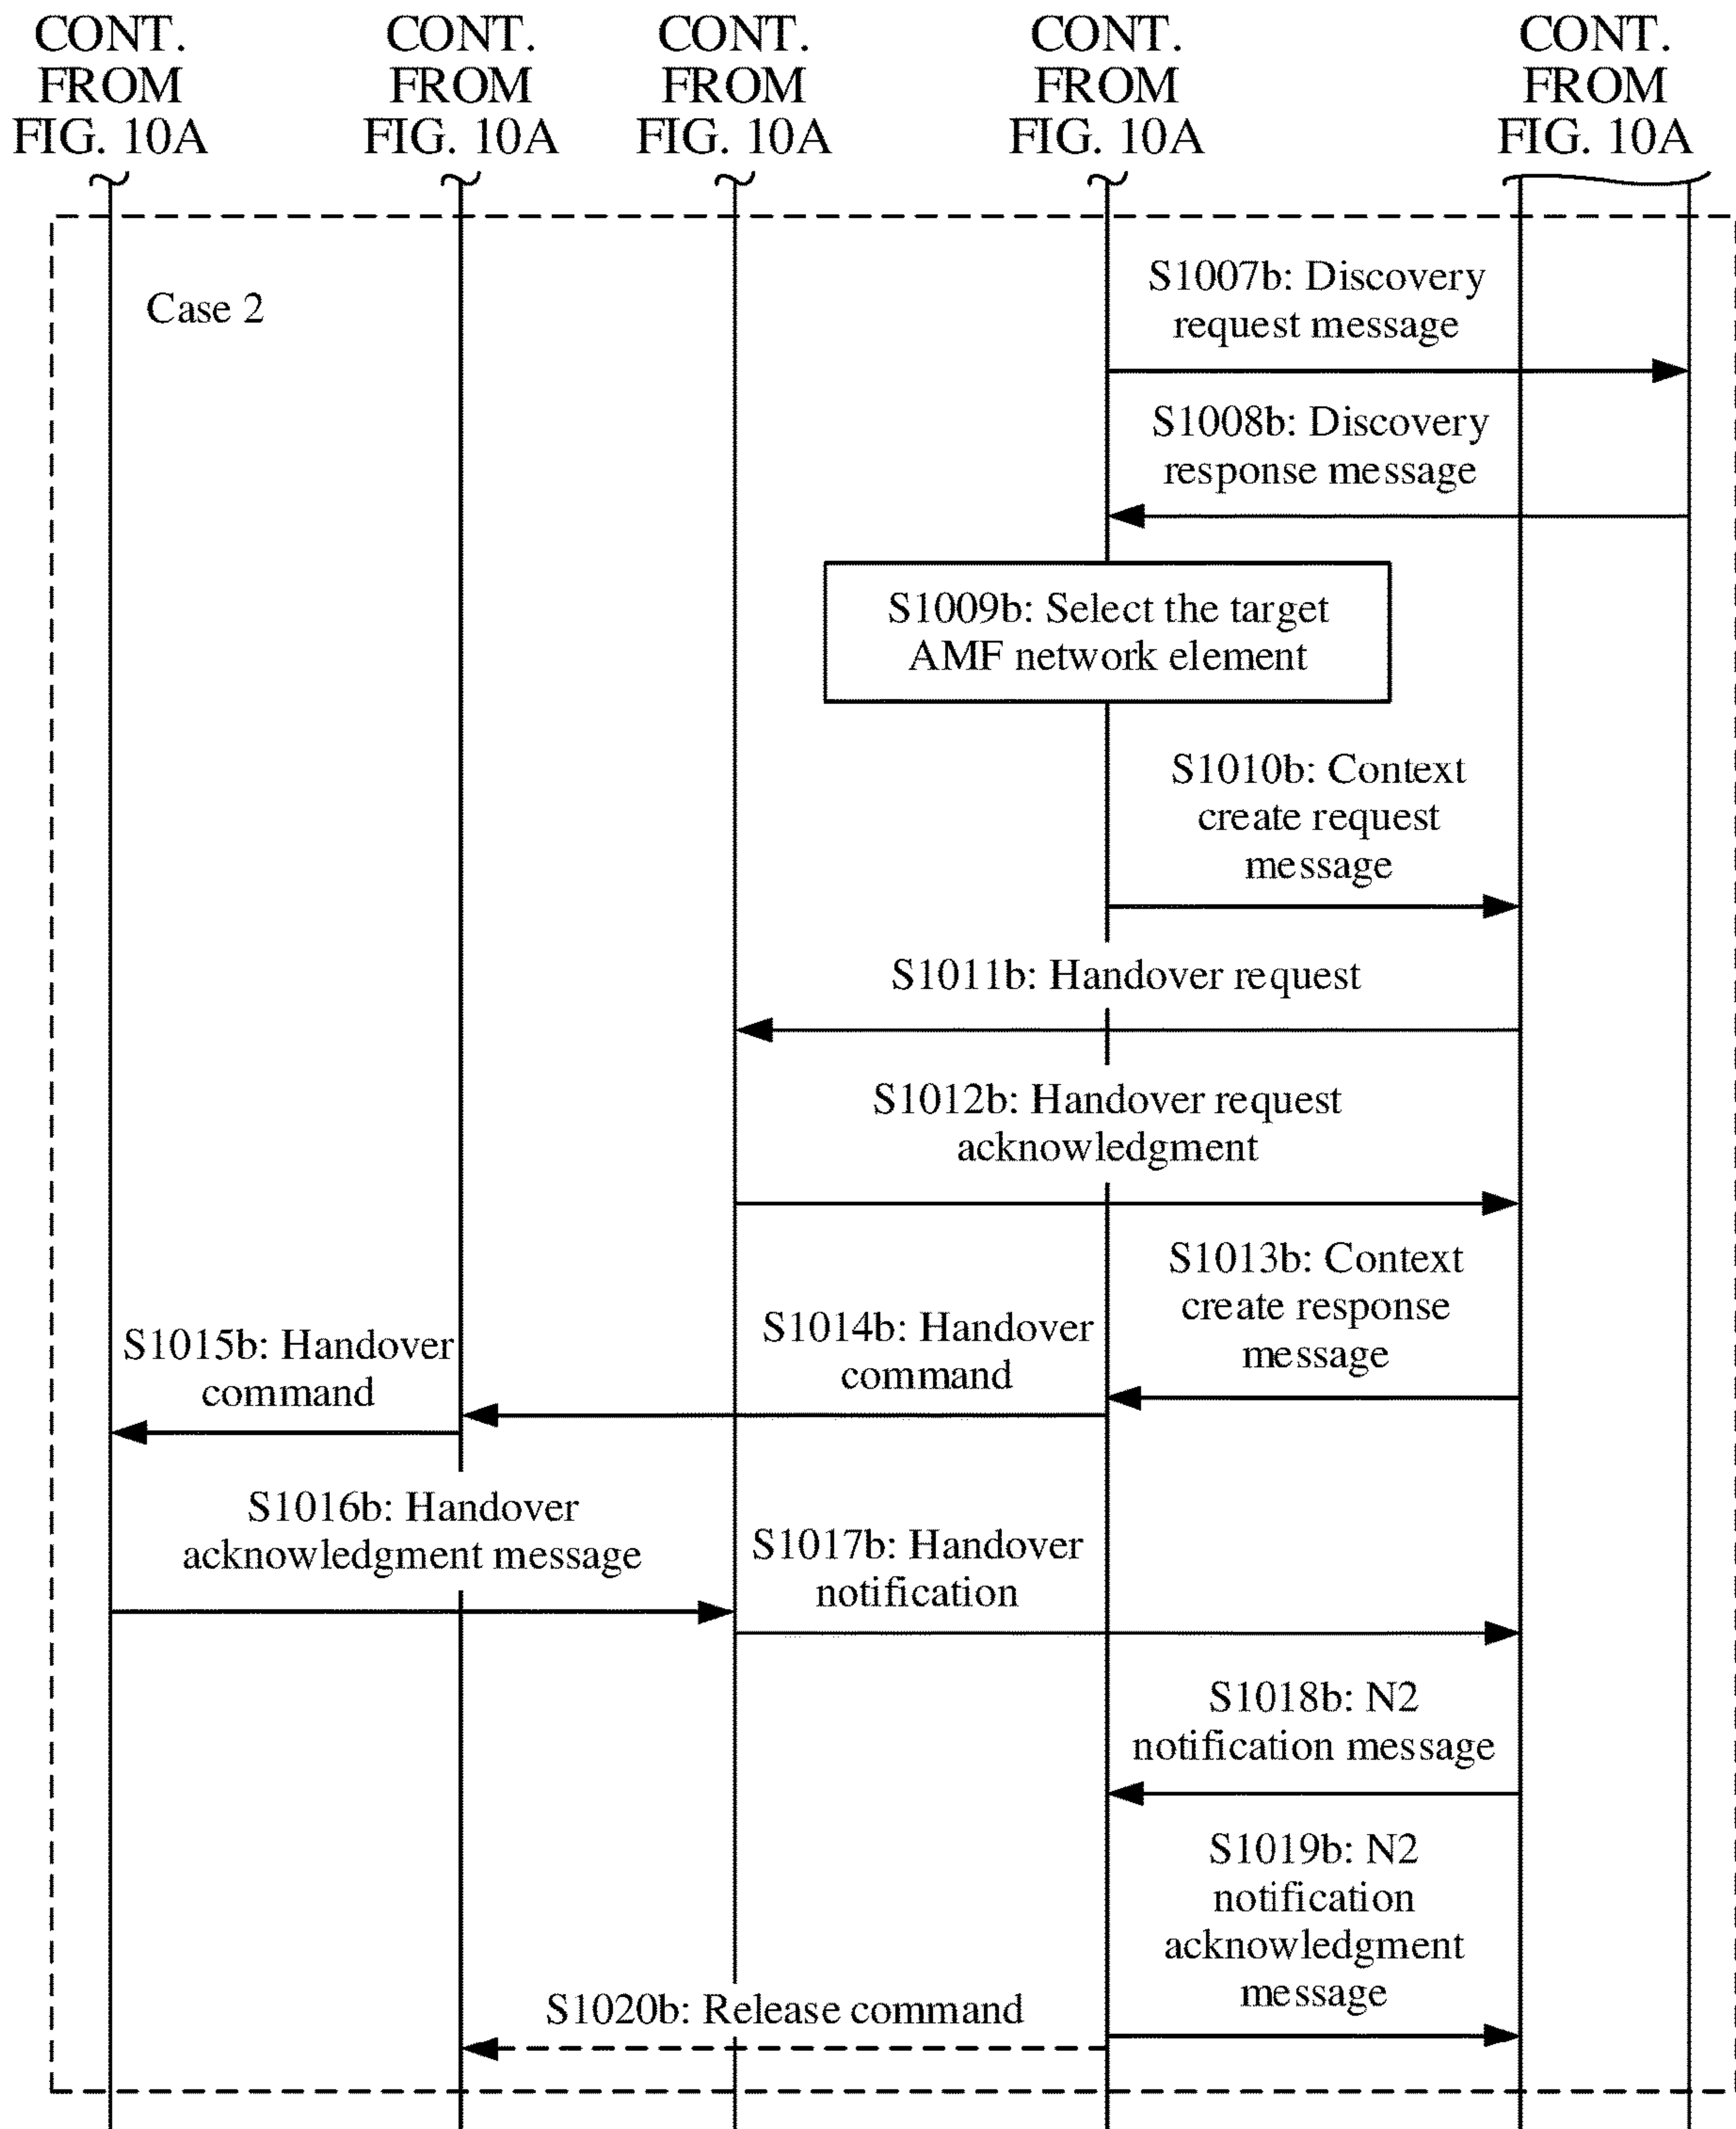 CONT.
FROM
FIG. 10A
CONT.
FROM
FIG. 10A
CONT.
FROM
FIG. 10A
CONT.
FROM
FIG. 10A
CONT.
FROM
FIG. 10A
Case 2
S1007b: Discovery
request message
S1008b: Discovery
response message
S1009b: Select the target
AMF network element
S1010b: Context
create request
message
S1011b: Handover request
S1012b: Handover request
acknowledgment
S1013b: Context
create response
message
S1014b: Handover
command
S1015b: Handover
command
S1016b: Handover
acknowledgment message
S1017b: Handover
notification
S1018b: N2
notification message
S1019b: N2
notification
acknowledgment
message
S1020b: Release command